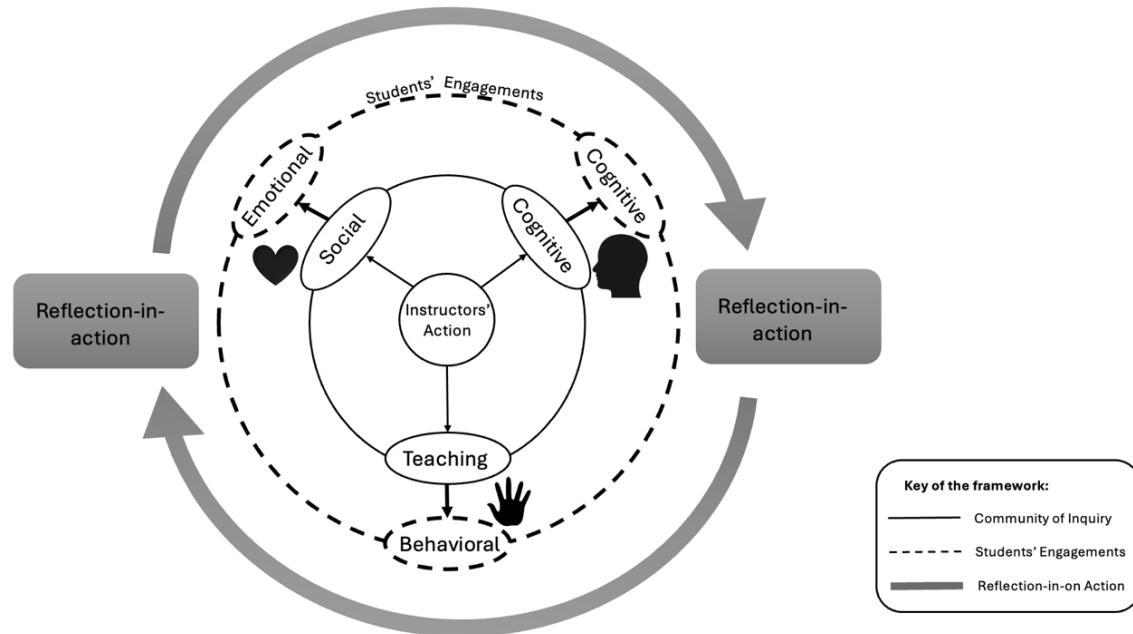 Students' Engagements
Emotional
Cognitive
Social
Cognitive
Reflection-in-
action
Instructors'
Action
Reflection-in-
action
Teaching
Behavioral
Key of the framework:
Community of Inquiry
Students' Engagements
Reflection-in-on Action